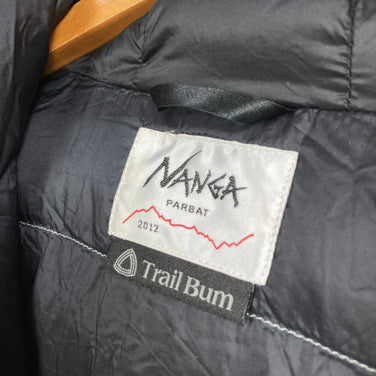 NANGA
PARBAT
2012
Trail Bum